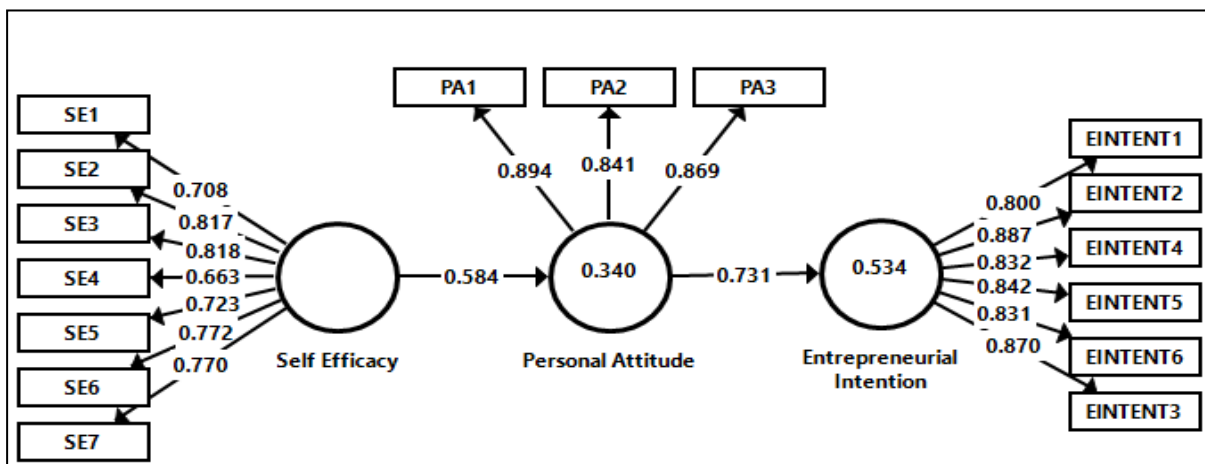 SE1
SE2
SE3
SE4
SE5
SE6
SE7
0.708
0.817
0.818
0.663
0.723
0.772
0.770
Self Efficacy
0.584
PA1
PA2
PA3
0.894
0.841
0.869
0.340
Personal Attitude
0.731
0.534
Entrepreneurial
Intention
0.800
0.887
0.832
0.842
0.831
0.870
EINTENT1
EINTENT2
EINTENT4
EINTENT5
EINTENT6
EINTENT3